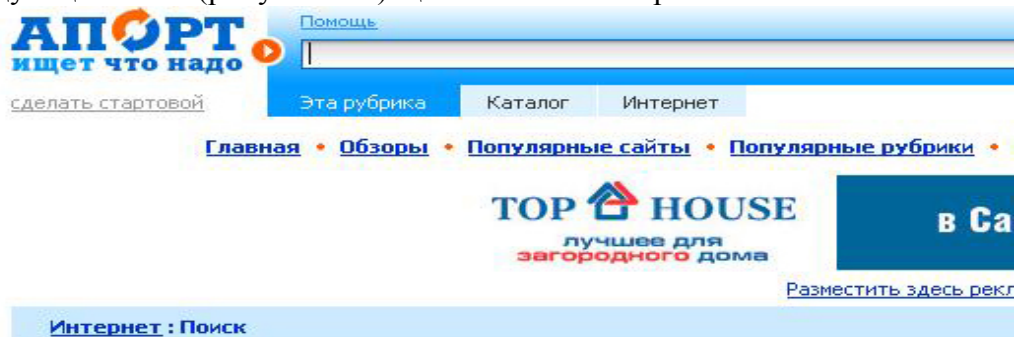 АПОРТ
ищет что надо
Помощь
сделать стартовой
Эта рубрика Каталог Интернет
Главная • Обзоры • Популярные сайты • Популярные рубрики •
TOP HOUSE
лучшее для
загородного дома
в Са
Разместить здесь рекл
Интернет : Поиск